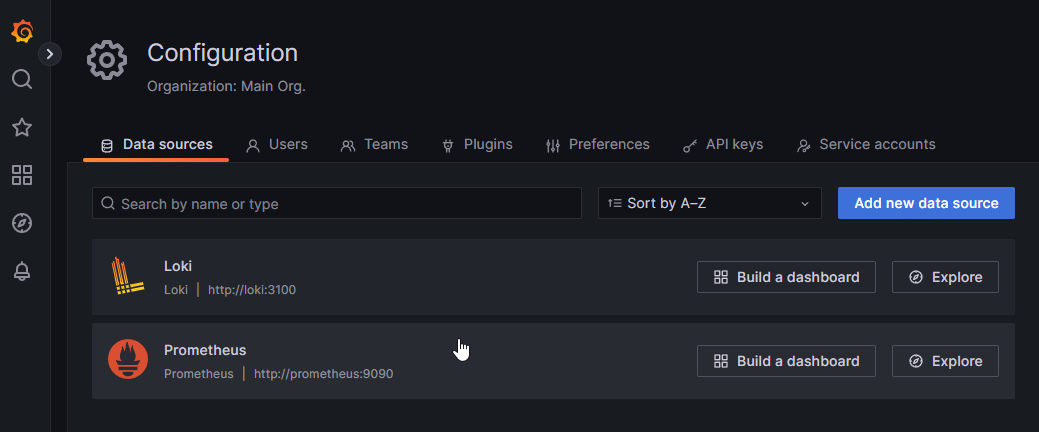 Configuration
Organization: Main Org.
Data sources Users Teams Plugins Preferences API keys Service accounts
Search by name or type Sort by A–Z Add new data source
Loki
Loki | http://loki:3100 Build a dashboard Explore
Prometheus
Prometheus | http://prometheus:9090 Build a dashboard Explore